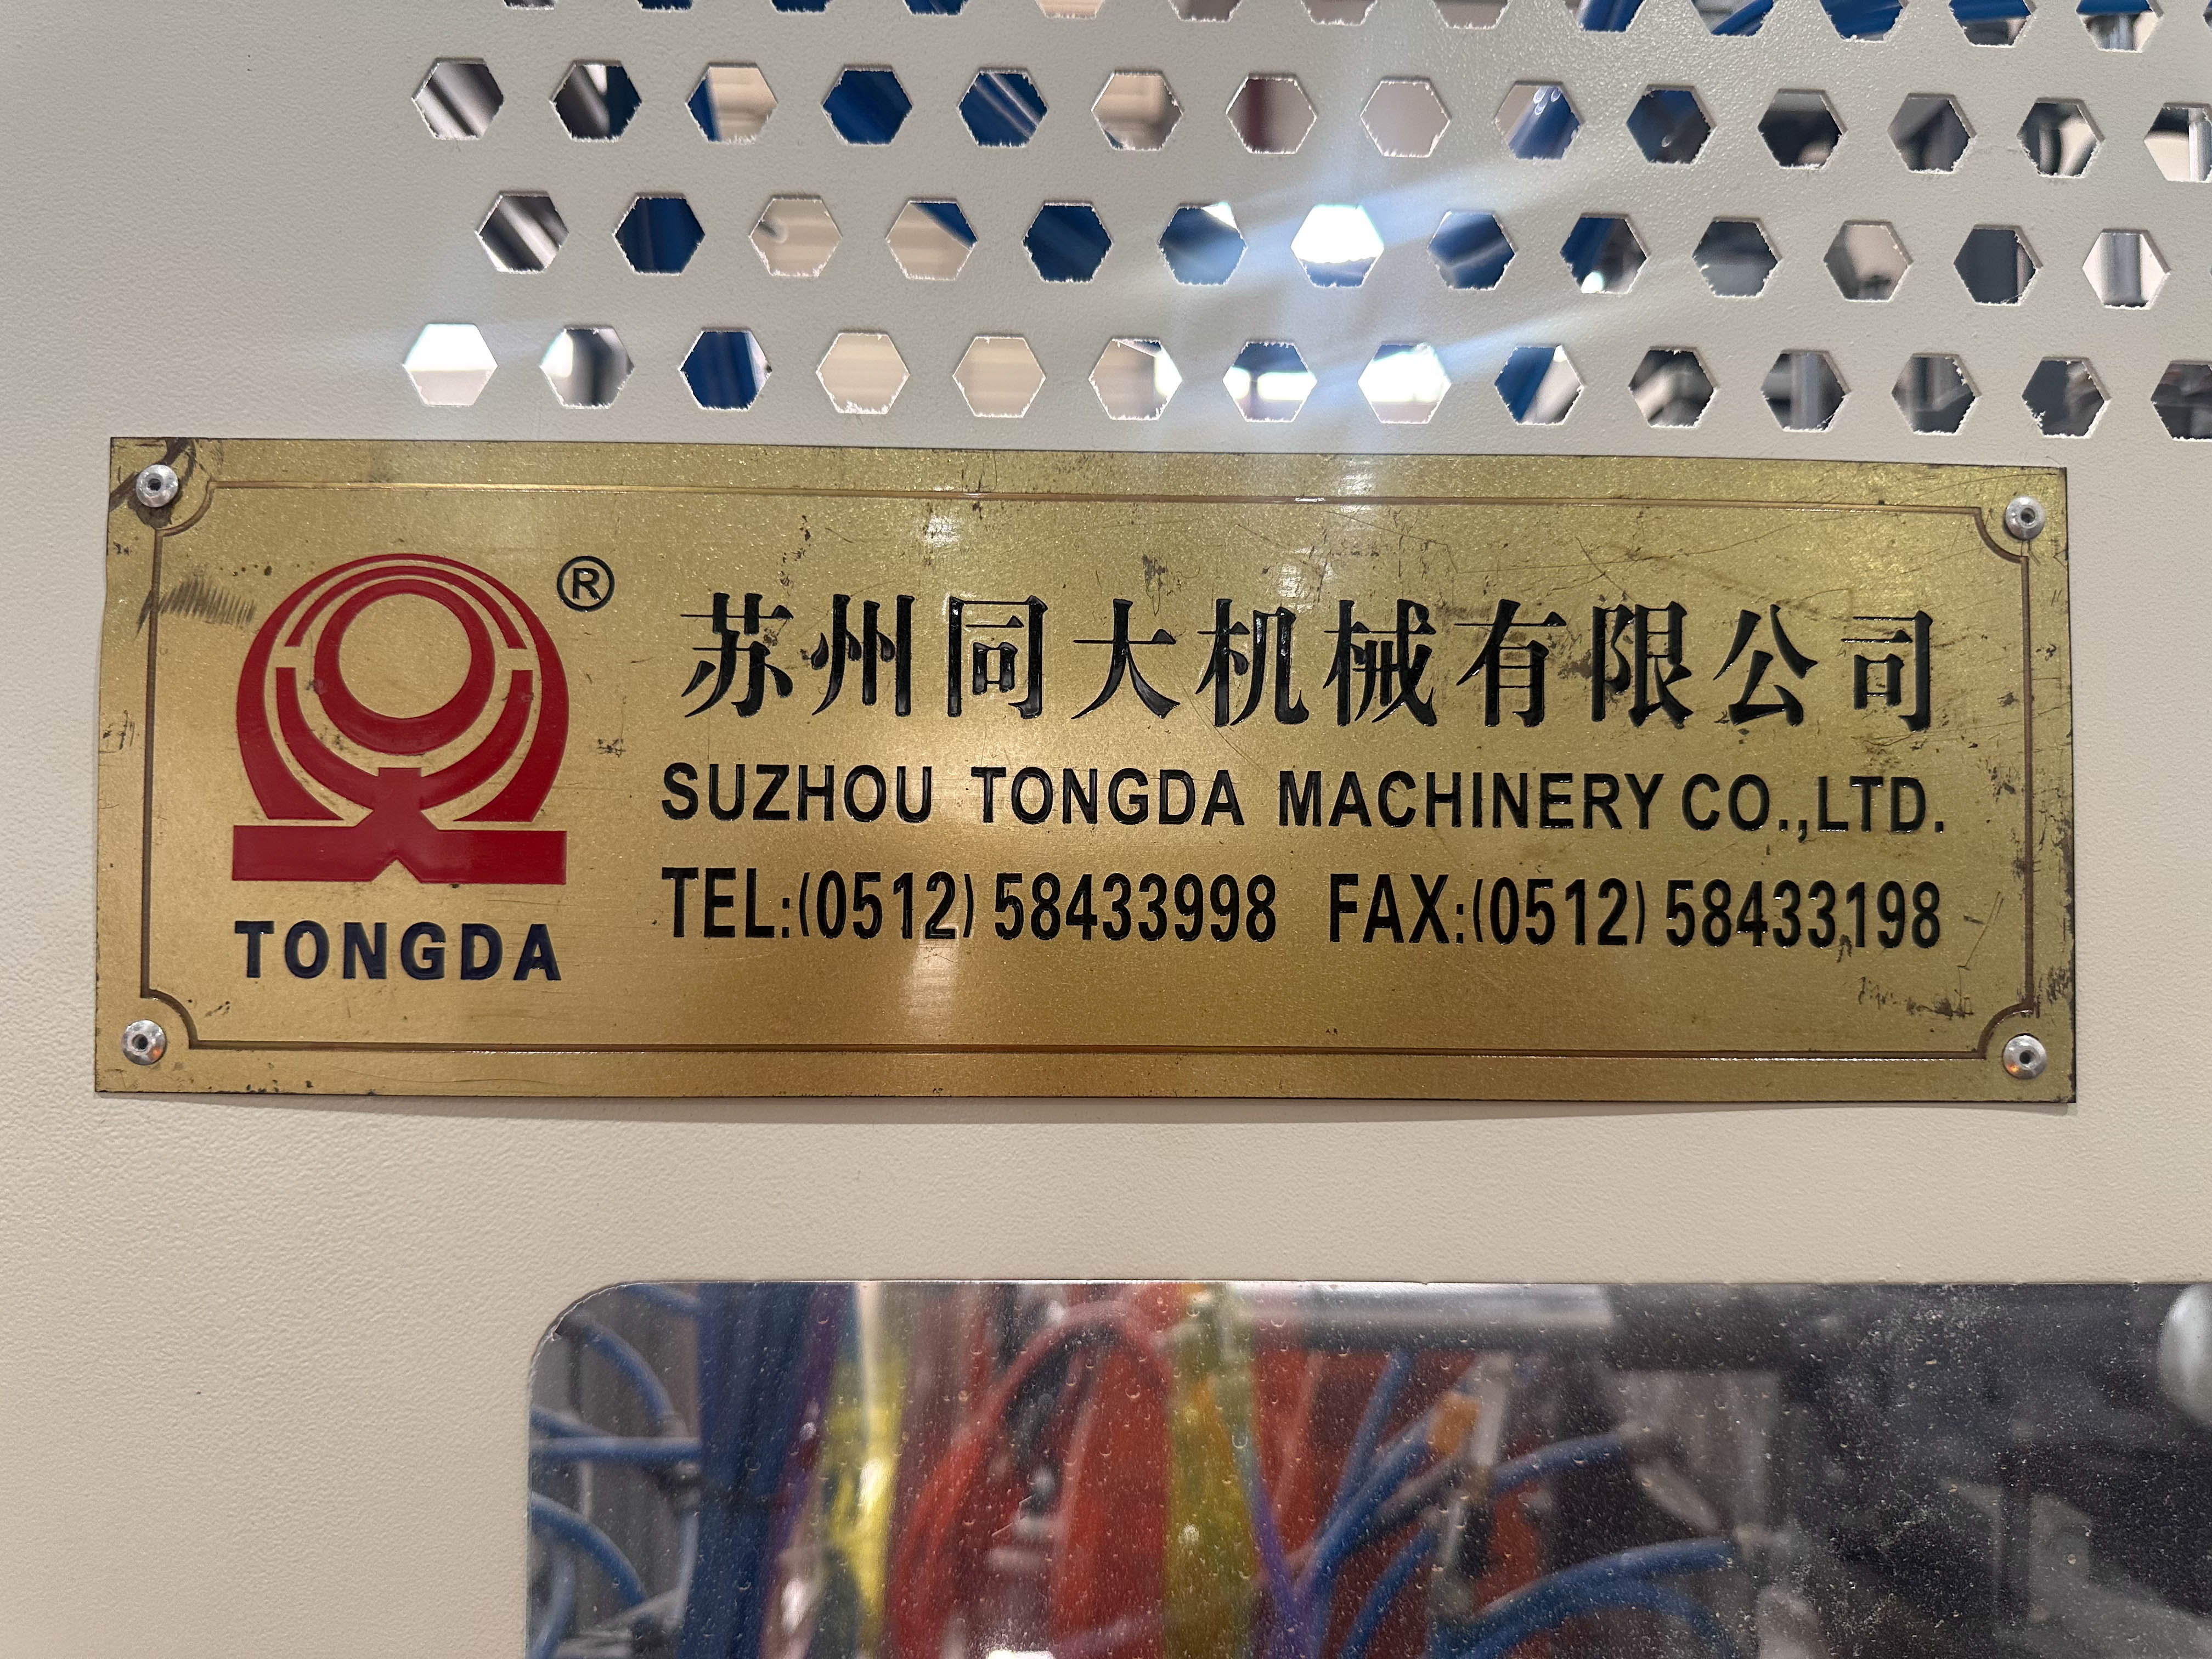 ®
苏州同大机械有限公司
SUZHOU TONGDA MACHINERY CO.,LTD.
TEL:(0512) 58433998 FAX:(0512) 58433198
TONGDA